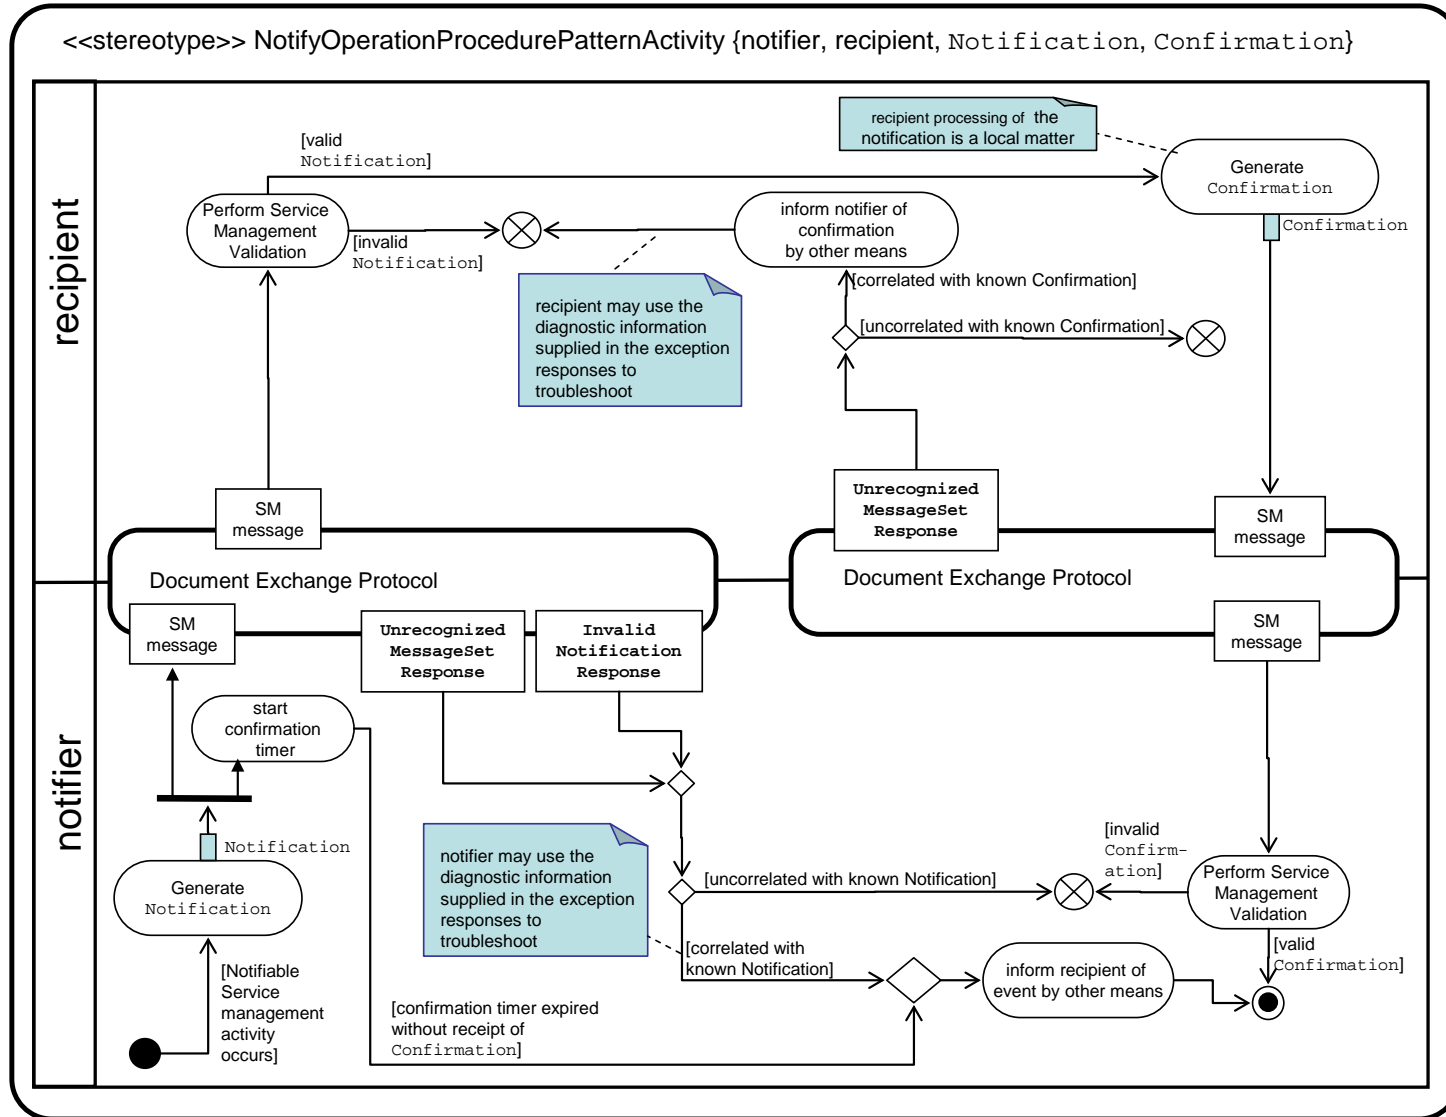 <<stereotype>> NotifyOperationProcedurePatternActivity {notifier, recipient, Notification, Confirmation}
recipient
recipient processing of the
notification is a local matter
[valid
Notification]
Generate
Confirmation
Perform Service
Management
Validation
[invalid
Notification]
inform notifier of
confirmation
by other means
Confirmation
[correlated with known Confirmation]
recipient may use the
diagnostic information
supplied in the exception
responses to
troubleshoot
[uncorrelated with known Confirmation]
SM
message
Unrecognized
MessageSet
Response
SM
message
Document Exchange Protocol
Document Exchange Protocol
notifier
SM
message
Unrecognized
MessageSet
Response
Invalid
Notification
Response
SM
message
start
confirmation
timer
Notification
Generate
Notification
notifier may use the
diagnostic information
supplied in the exception
responses to
troubleshoot
[uncorrelated with known Notification]
[invalid
Confirm-
ation]
Perform Service
Management
Validation
[correlated with
known Notification]
[valid
Confirmation]
inform recipient of
event by other means
[Notifiable
Service
management
activity
occurs]
[confirmation timer expired
without receipt of
Confirmation]